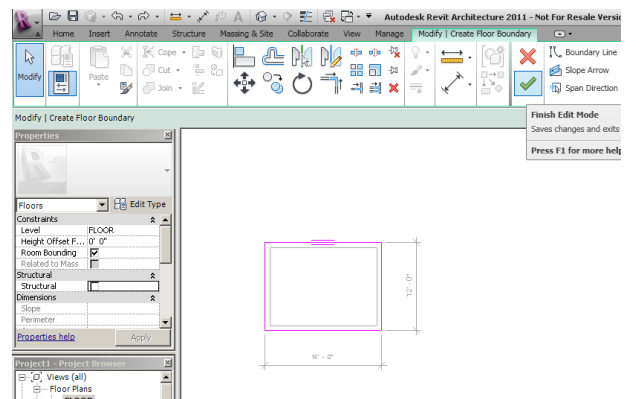 Autodesk Revit Architecture 2011 - Not For Resale Versio
Home Insert Annotate Structure Massing & Site Collaborate View Manage Modify | Create Floor Boundary
Modify
Paste
Cope
Cut
Join
Boundary Line
Slope Arrow
Span Direction
Modify | Create Floor Boundary
Finish Edit Mode
Saves changes and exits
Press F1 for more help
Properties
Floors
Edit Type
Constraints
Level FLOOR
Height Offset F... 0' 0"
Room Bounding
Related to Mass
Structural
Structural
Dimensions
Slope
Perimeter
Properties help
Apply
12' - 0"
16' - 0"
Project1 - Project Browser
Views (all)
Floor Plans
FLOOR